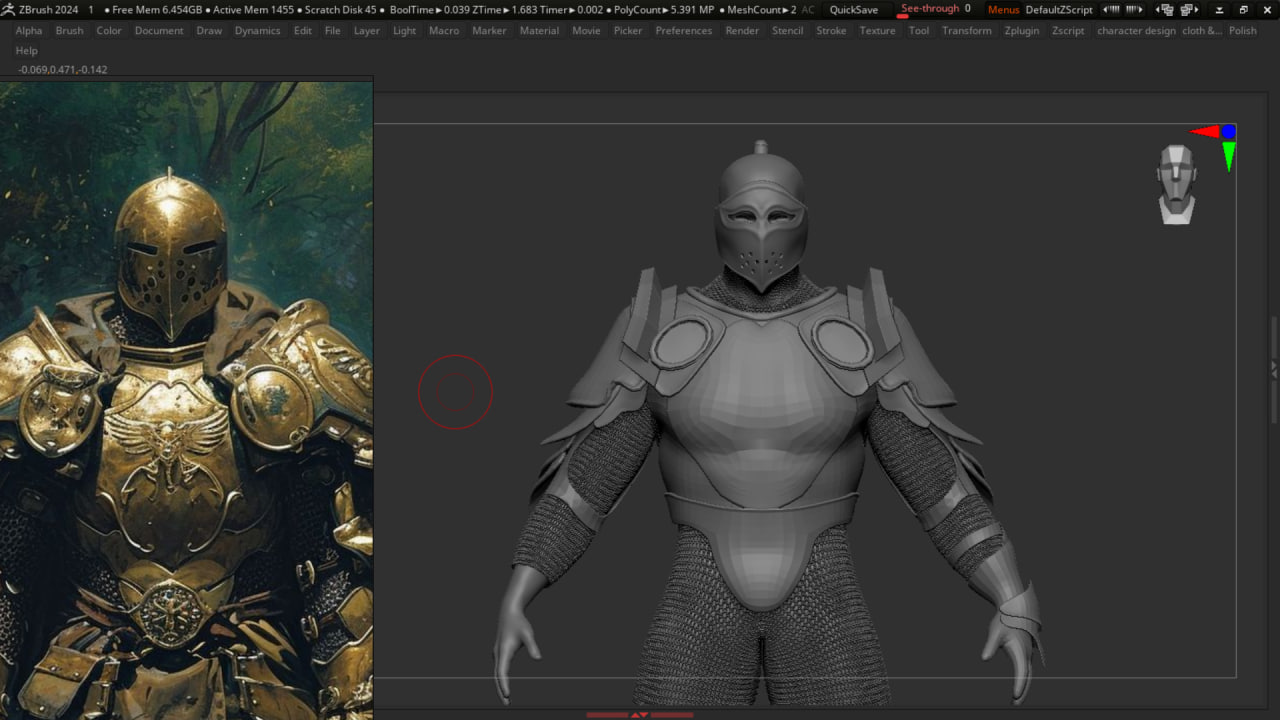 ZBrush 2024 1 ● Free Mem 6.454GB ● Active Mem 1455 ● Scratch Disk 45 ● BoolTime►0.039 ZTime►1.683 Timer►0.002 ● PolyCount►5.391 MP ● MeshCount►2 AC QuickSave See-through 0 Menus DefaultZScript
Alpha Brush Color Document Draw Dynamics Edit File Layer Light Macro Marker Material Movie Picker Preferences Render Stencil Stroke Texture Tool Transform Zplugin Zscript character design cloth &... Polish
Help
-0.069,0.471,-0.142